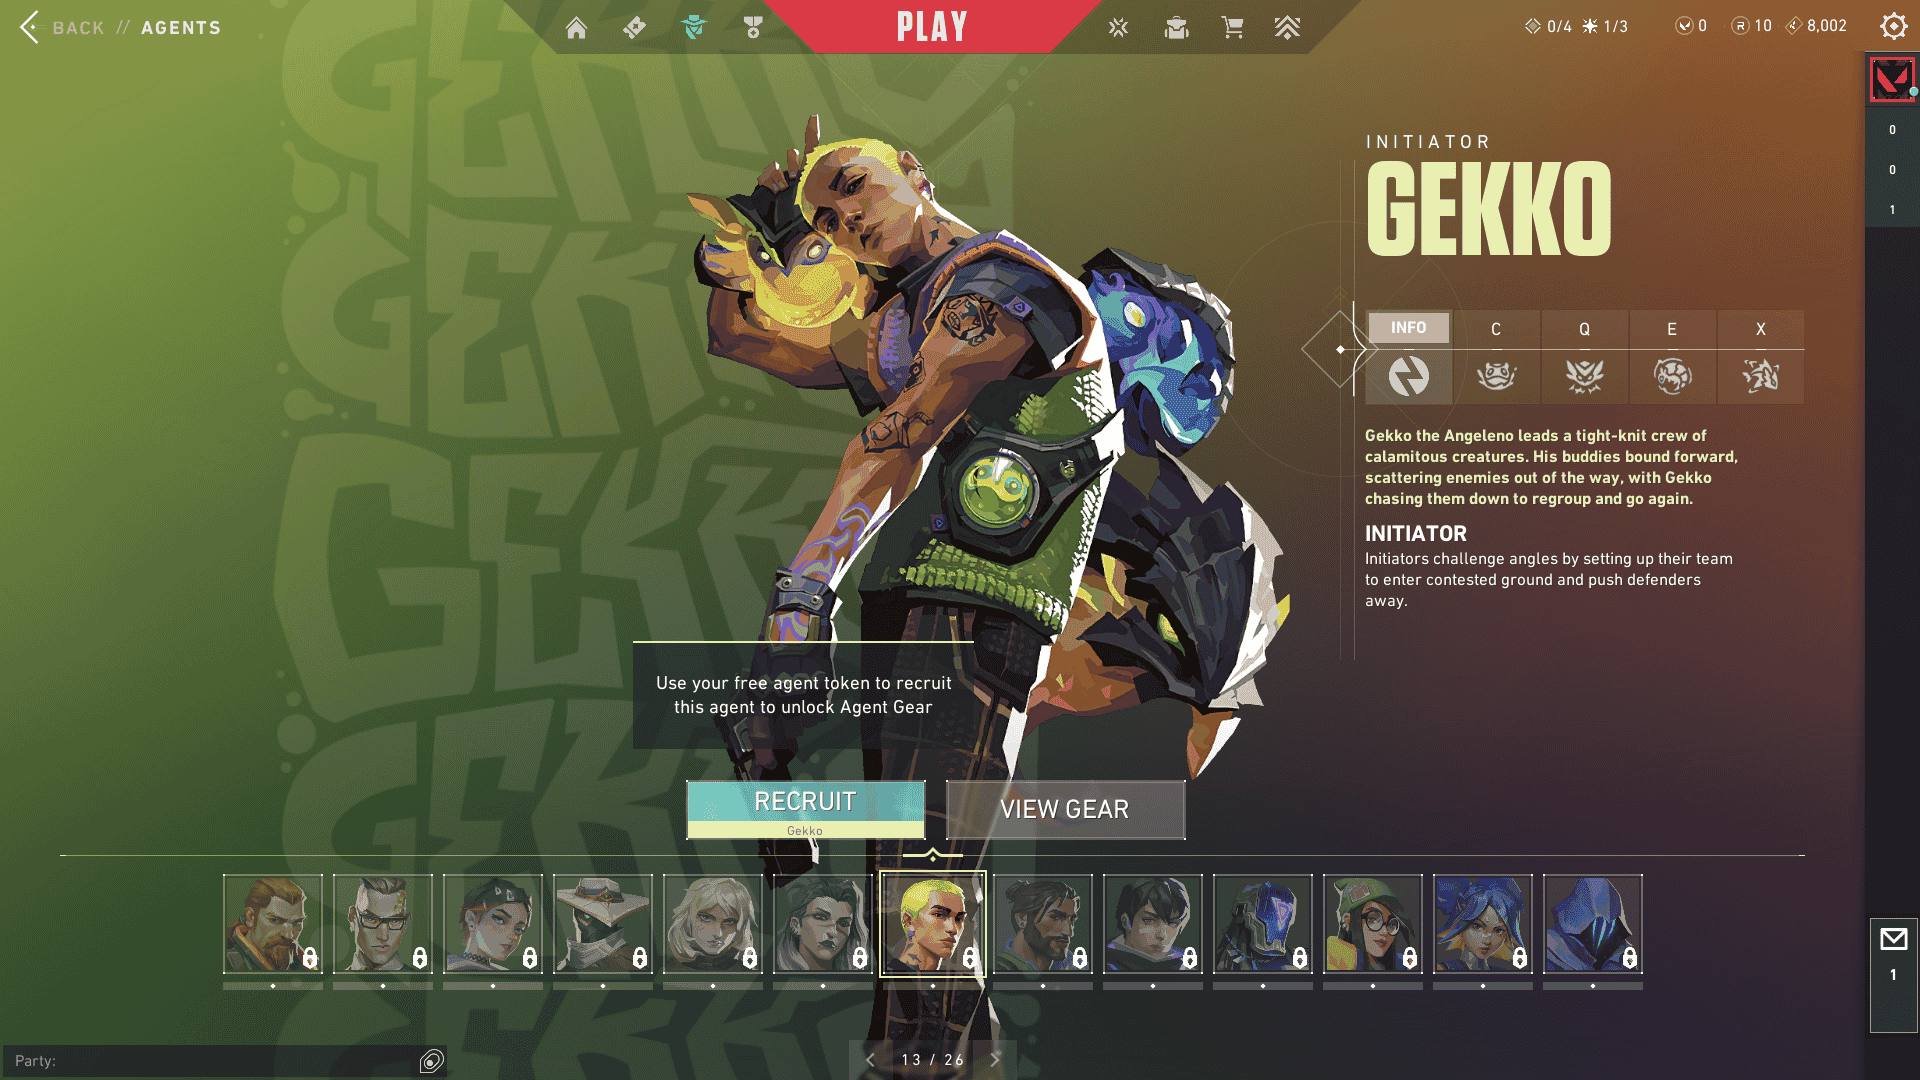 BACK // AGENTS
PLAY
0/4 1/3 0 10 8,002
0
0
1
INITIATOR
GEKKO
INFO C Q E X
Gekko the Angeleno leads a tight-knit crew of
calamitous creatures. His buddies bound forward,
scattering enemies out of the way, with Gekko
chasing them down to regroup and go again.
INITIATOR
Initiators challenge angles by setting up their team
to enter contested ground and push defenders
away.
Use your free agent token to recruit
this agent to unlock Agent Gear
RECRUIT
Gekko
VIEW GEAR
1
Party:
13 / 26
GEKKO
GEKKO
GEKKO
GEKKO